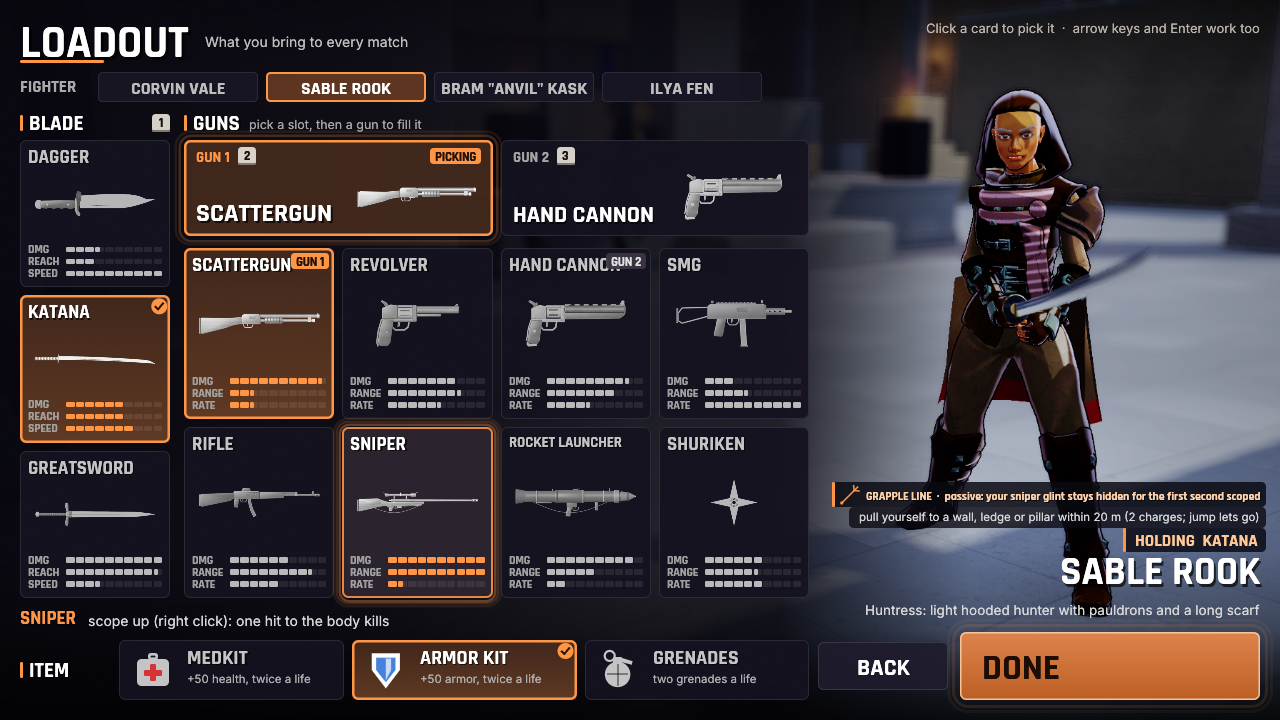 LOADOUT What you bring to every match
Click a card to pick it · arrow keys and Enter work too
FIGHTER CORVIN VALE SABLE ROOK BRAM "ANVIL" KASK ILYA FEN
BLADE 1
GUNS pick a slot, then a gun to fill it
DAGGER
DMG
REACH
SPEED
KATANA
DMG
REACH
SPEED
GREATSWORD
DMG
REACH
SPEED
GUN 1 2 PICKING
SCATTERGUN
GUN 2 3
HAND CANNON
SCATTERGUN GUN 1
DMG
RANGE
RATE
REVOLVER
DMG
RANGE
RATE
HAND CANNON GUN 2
DMG
RANGE
RATE
SMG
DMG
RANGE
RATE
RIFLE
DMG
RANGE
RATE
SNIPER
DMG
RANGE
RATE
ROCKET LAUNCHER
DMG
RANGE
RATE
SHURIKEN
DMG
RANGE
RATE
GRAPPLE LINE · passive: your sniper glint stays hidden for the first second scoped
pull yourself to a wall, ledge or pillar within 20 m (2 charges; jump lets go)
HOLDING KATANA
SABLE ROOK
Huntress: light hooded hunter with pauldrons and a long scarf
SNIPER scope up (right click): one hit to the body kills
ITEM
MEDKIT
+50 health, twice a life
ARMOR KIT
+50 armor, twice a life
GRENADES
two grenades a life
BACK
DONE